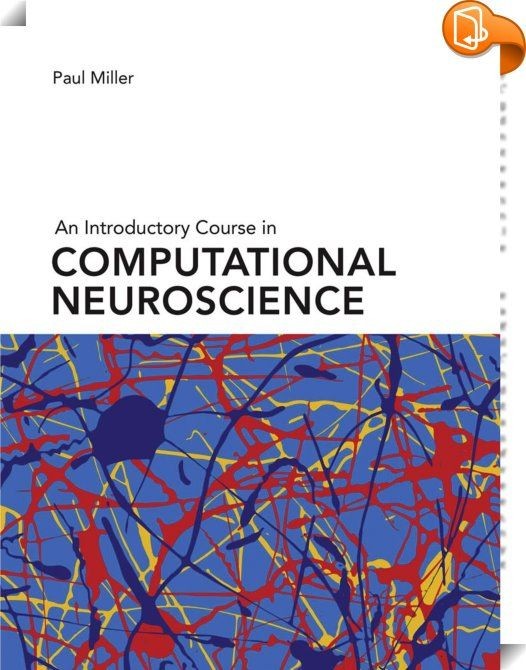 Paul Miller
An Introductory Course in
COMPUTATIONAL
NEUROSCIENCE